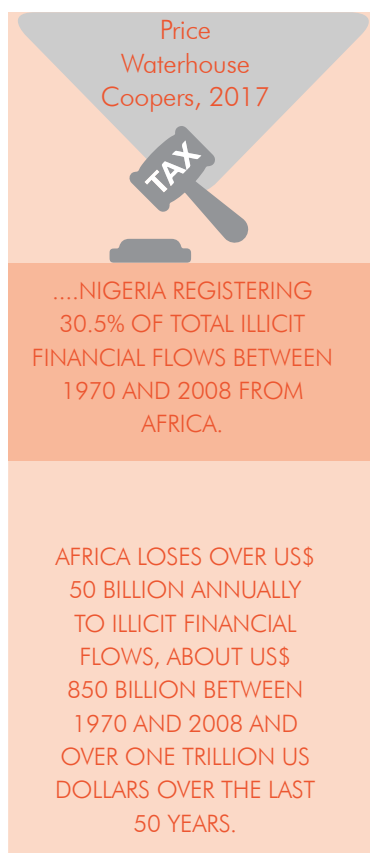 Price
Waterhouse
Coopers, 2017
TAX
....NIGERIA REGISTERING
30.5% OF TOTAL ILLICIT
FINANCIAL FLOWS BETWEEN
1970 AND 2008 FROM
AFRICA.
AFRICA LOSES OVER US$
50 BILLION ANNUALLY
TO ILLICIT FINANCIAL
FLOWS, ABOUT US$
850 BILLION BETWEEN
1970 AND 2008 AND
OVER ONE TRILLION US
DOLLARS OVER THE LAST
50 YEARS.